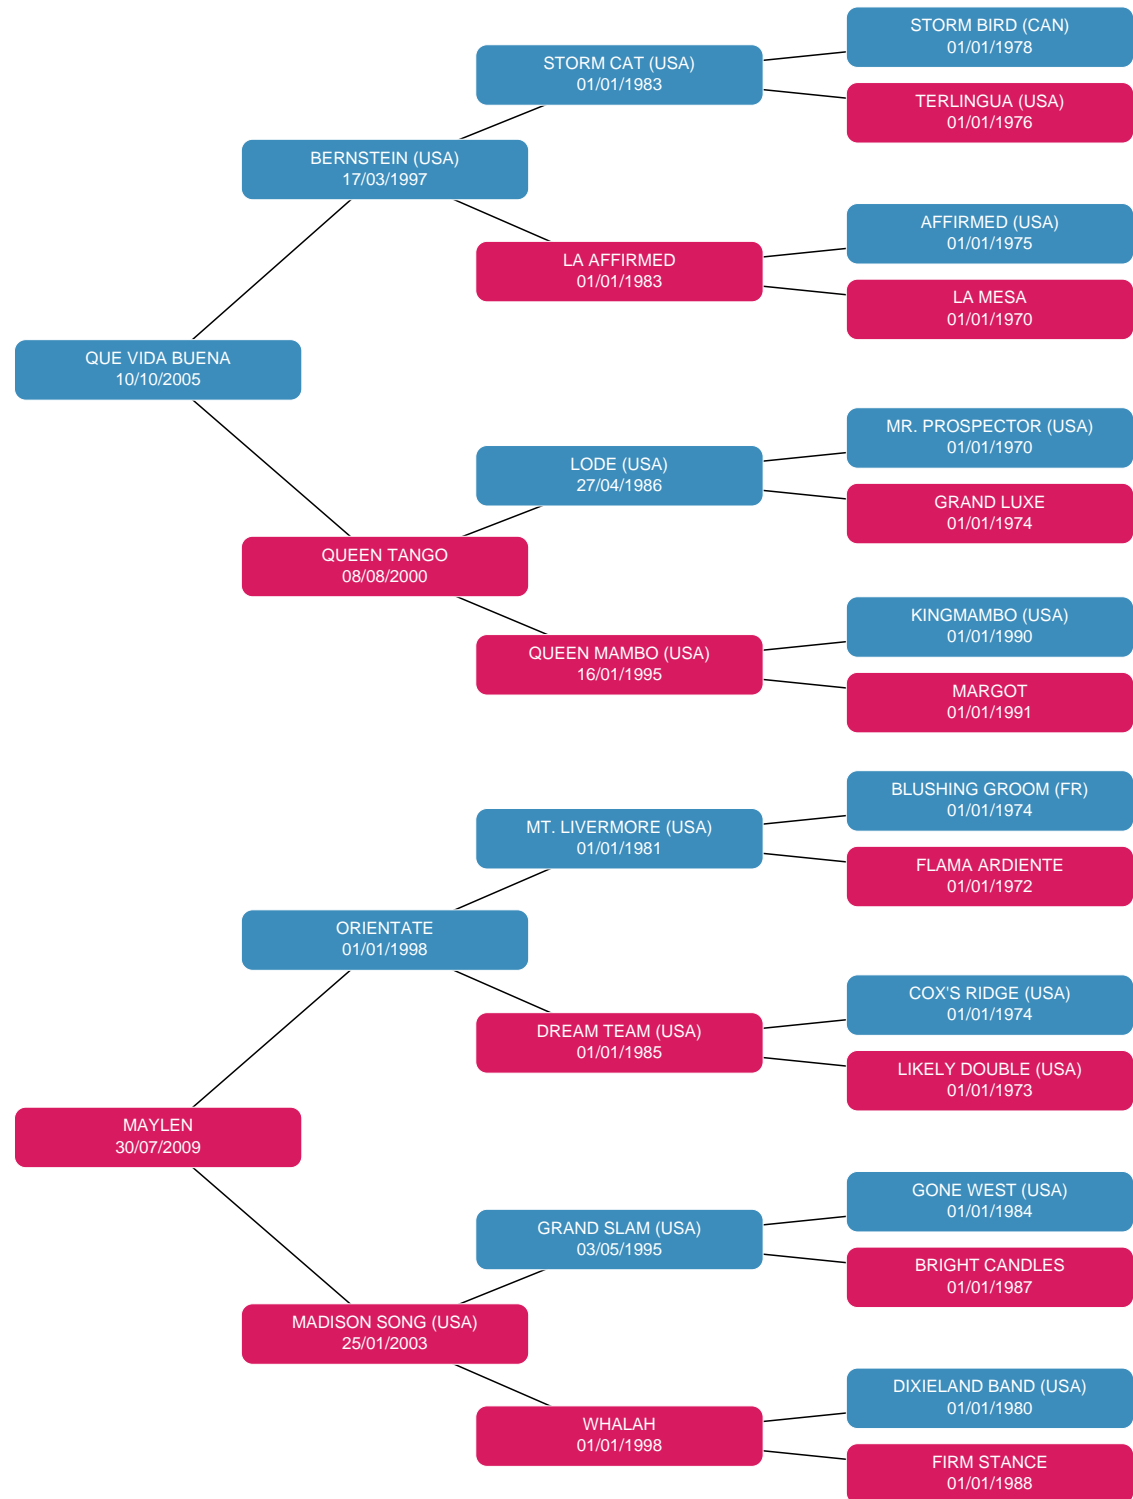 STORM BIRD (CAN)
01/01/1978
STORM CAT (USA)
01/01/1983
TERLINGUA (USA)
01/01/1976
BERNSTEIN (USA)
17/03/1997
AFFIRMED (USA)
01/01/1975
LA AFFIRMED
01/01/1983
LA MESA
01/01/1970
QUE VIDA BUENA
10/10/2005
MR. PROSPECTOR (USA)
01/01/1970
LODE (USA)
27/04/1986
GRAND LUXE
01/01/1974
QUEEN TANGO
08/08/2000
KINGMAMBO (USA)
01/01/1990
QUEEN MAMBO (USA)
16/01/1995
MARGOT
01/01/1991
BLUSHING GROOM (FR)
01/01/1974
MT. LIVERMORE (USA)
01/01/1981
FLAMA ARDIENTE
01/01/1972
ORIENTATE
01/01/1998
COX'S RIDGE (USA)
01/01/1974
DREAM TEAM (USA)
01/01/1985
LIKELY DOUBLE (USA)
01/01/1973
MAYLEN
30/07/2009
GONE WEST (USA)
01/01/1984
GRAND SLAM (USA)
03/05/1995
BRIGHT CANDLES
01/01/1987
MADISON SONG (USA)
25/01/2003
DIXIELAND BAND (USA)
01/01/1980
WHALAH
01/01/1998
FIRM STANCE
01/01/1988